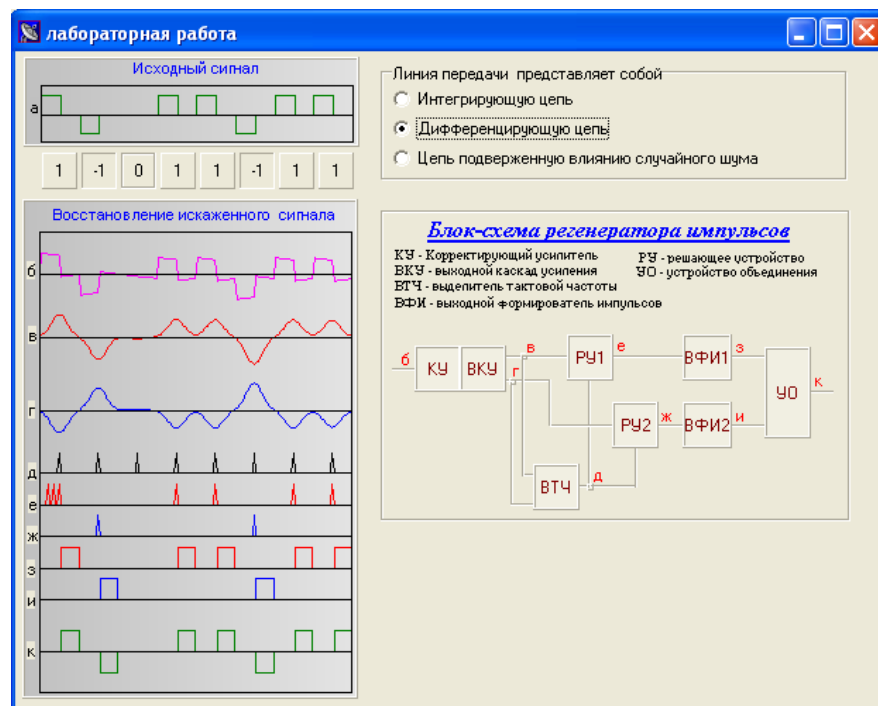 лабораторная работа
Исходный сигнал
а
1 -1 0 1 1 -1 1 1
Восстановление искаженного сигнала
б
в
г
д
е
ж
з
и
к
Линия передачи представляет собой
Интегрирующую цепь
Дифференцирующую цепь
Цепь подверженную влиянию случайного шума
Блок-схема регенератора импульсов
КУ - Корректирующий усилитель
ВКУ - выходной каскад усиления
ВТЧ - выделитель тактовой частоты
ВФИ - выходной формирователь импульсов
РУ - решающее устройство
УО - устройство объединения
б КУ ВКУ в г РУ1 е ВФИ1 з УО к
РУ2 ж ВФИ2 и
ВТЧ д